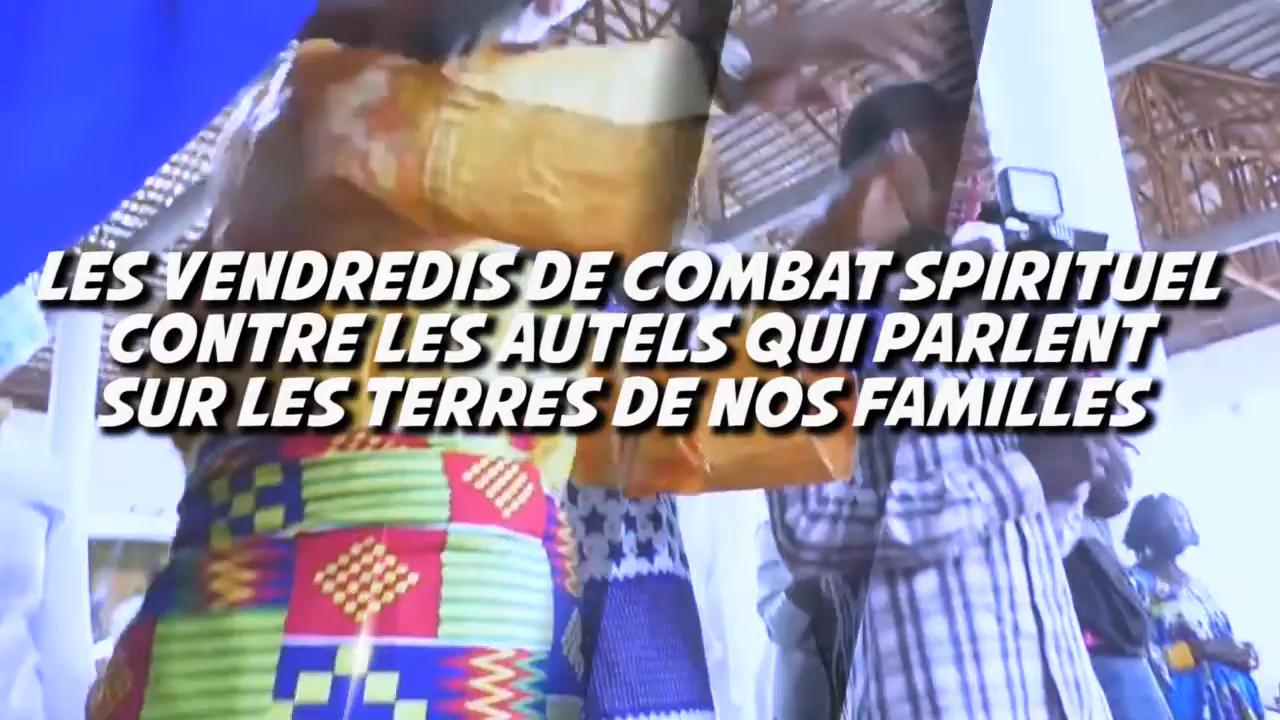 LES VENDREDIS DE COMBAT SPIRITUEL
CONTRE LES AUTELS QUI PARLENT
SUR LES TERRES DE NOS FAMILLES